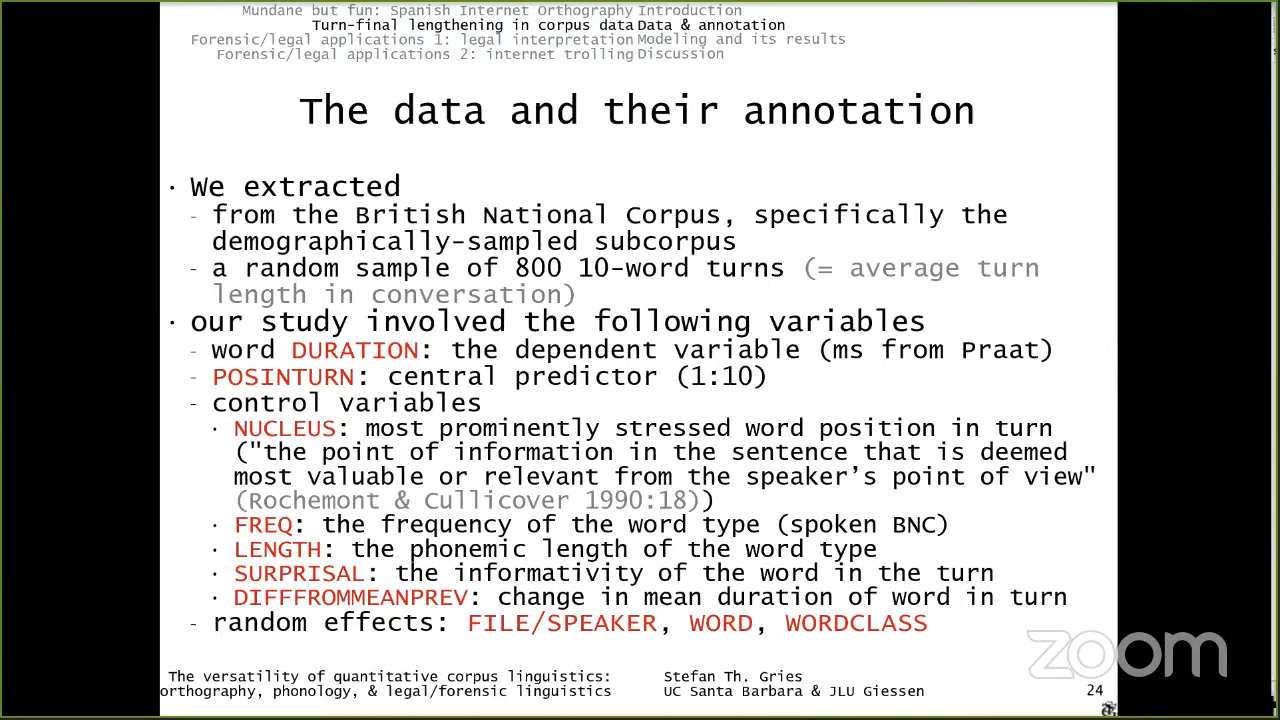 Mundane but fun: Spanish Internet Orthography Introduction
Turn-final lengthening in corpus data Data & annotation
Forensic/legal applications 1: legal interpretation Modeling and its results
Forensic/legal applications 2: internet trolling Discussion
The data and their annotation
· We extracted
- from the British National Corpus, specifically the
demographically-sampled subcorpus
- a random sample of 800 10-word turns (= average turn
length in conversation)
· our study involved the following variables
- word DURATION: the dependent variable (ms from Praat)
- POSINTURN: central predictor (1:10)
- control variables
· NUCLEUS: most prominently stressed word position in turn
("the point of information in the sentence that is deemed
most valuable or relevant from the speaker’s point of view"
(Rochemont & Cullicover 1990:18))
· FREQ: the frequency of the word type (spoken BNC)
· LENGTH: the phonemic length of the word type
· SURPRISAL: the informativity of the word in the turn
· DIFFFROMMEANPREV: change in mean duration of word in turn
- random effects: FILE/SPEAKER, WORD, WORDCLASS
zoom
The versatility of quantitative corpus linguistics:
orthography, phonology, & legal/forensic linguistics
Stefan Th. Gries
UC Santa Barbara & JLU Giessen
24